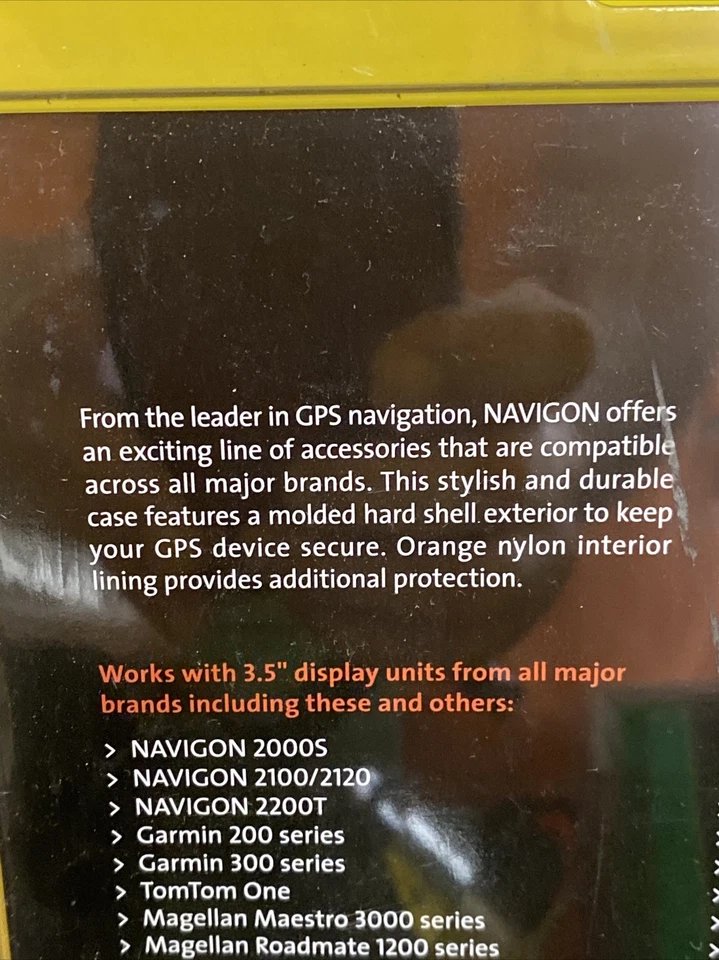 From the leader in GPS navigation, NAVIGON offers
an exciting line of accessories that are compatible
across all major brands. This stylish and durable
case features a molded hard shell exterior to keep
your GPS device secure. Orange nylon interior
lining provides additional protection.
Works with 3.5" display units from all major
brands including these and others:
> NAVIGON 2000S
> NAVIGON 2100/2120
> NAVIGON 2200T
> Garmin 200 series
> Garmin 300 series
> TomTom One
> Magellan Maestro 3000 series
> Magellan Roadmate 1200 series